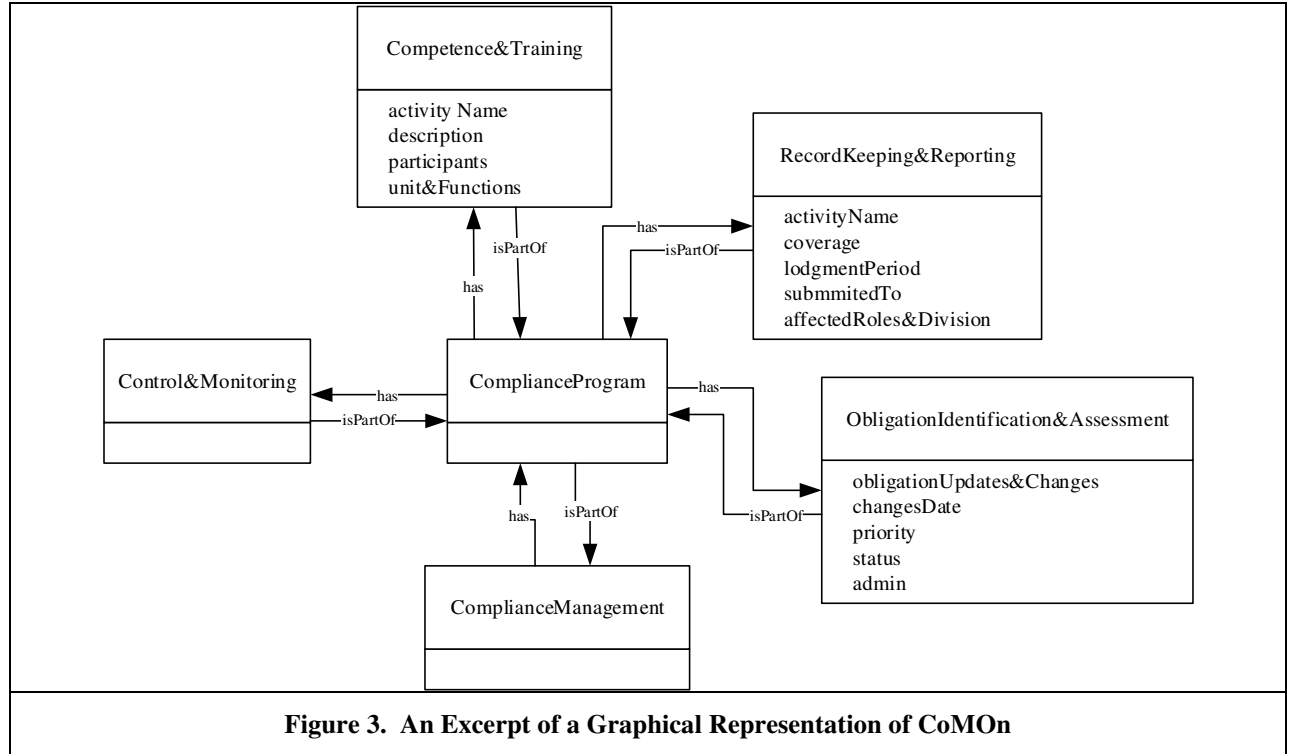 Competence&Training
activity Name
description
participants
unit&Functions
RecordKeeping&Reporting
activityName
coverage
lodgmentPeriod
submmitedTo
affectedRoles&Division
has
isPartOf
has
isPartOf
Control&Monitoring
has
isPartOf
ComplianceProgram
has
isPartOf
ObligationIdentification&Assessment
obligationUpdates&Changes
changesDate
priority
status
admin
has
isPartOf
ComplianceManagement
Figure 3. An Excerpt of a Graphical Representation of CoMOn